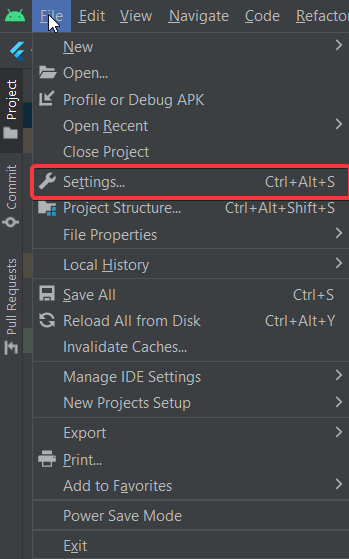 File Edit View Navigate Code Refactor
New
Open...
Profile or Debug APK
Open Recent
Close Project
Settings... Ctrl+Alt+S
Project Structure... Ctrl+Alt+Shift+S
File Properties
Local History
Save All Ctrl+S
Reload All from Disk Ctrl+Alt+Y
Invalidate Caches...
Manage IDE Settings
New Projects Setup
Export
Print...
Add to Favorites
Power Save Mode
Exit
Project
Commit
Pull Requests